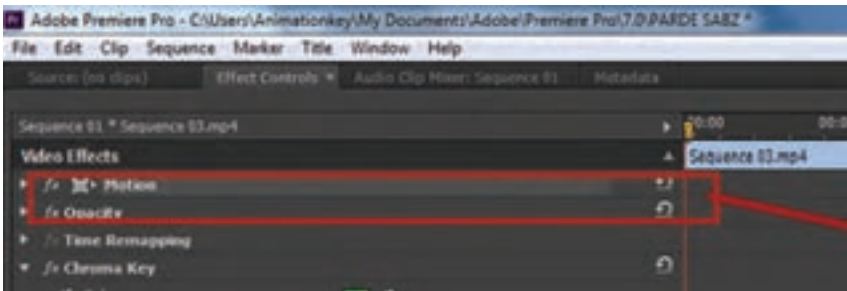 Adobe Premiere Pro - C:\Users\Animationkey\My Documents\Adobe\Premiere Pro\7.0\PARDE SABZ *
File Edit Clip Sequence Marker Title Window Help
Source: (no clips) Effect Controls Audio Clip Mixer: Sequence 01 Metadata
Sequence 01 * Sequence 03.mp4
Video Effects Sequence 03.mp4
fx Motion
fx Opacity
fx Time Remapping
fx Chroma Key